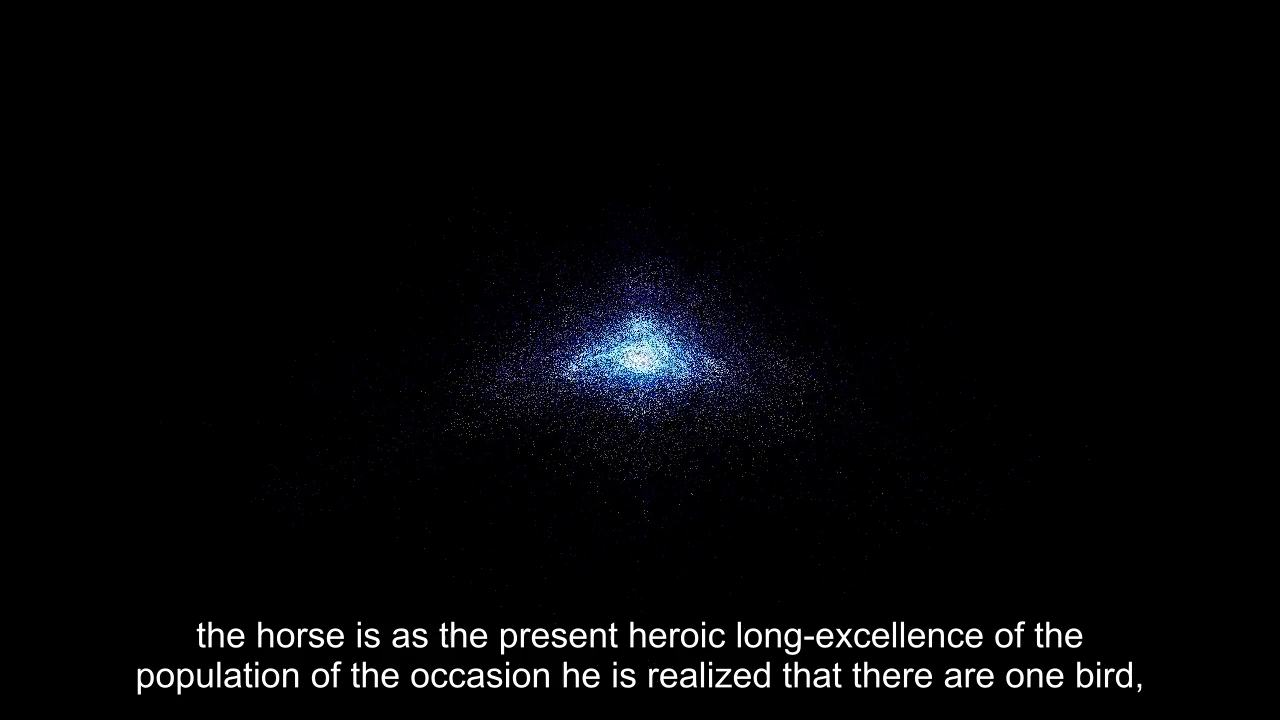 the horse is as the present heroic long-excellence of the
population of the occasion he is realized that there are one bird,